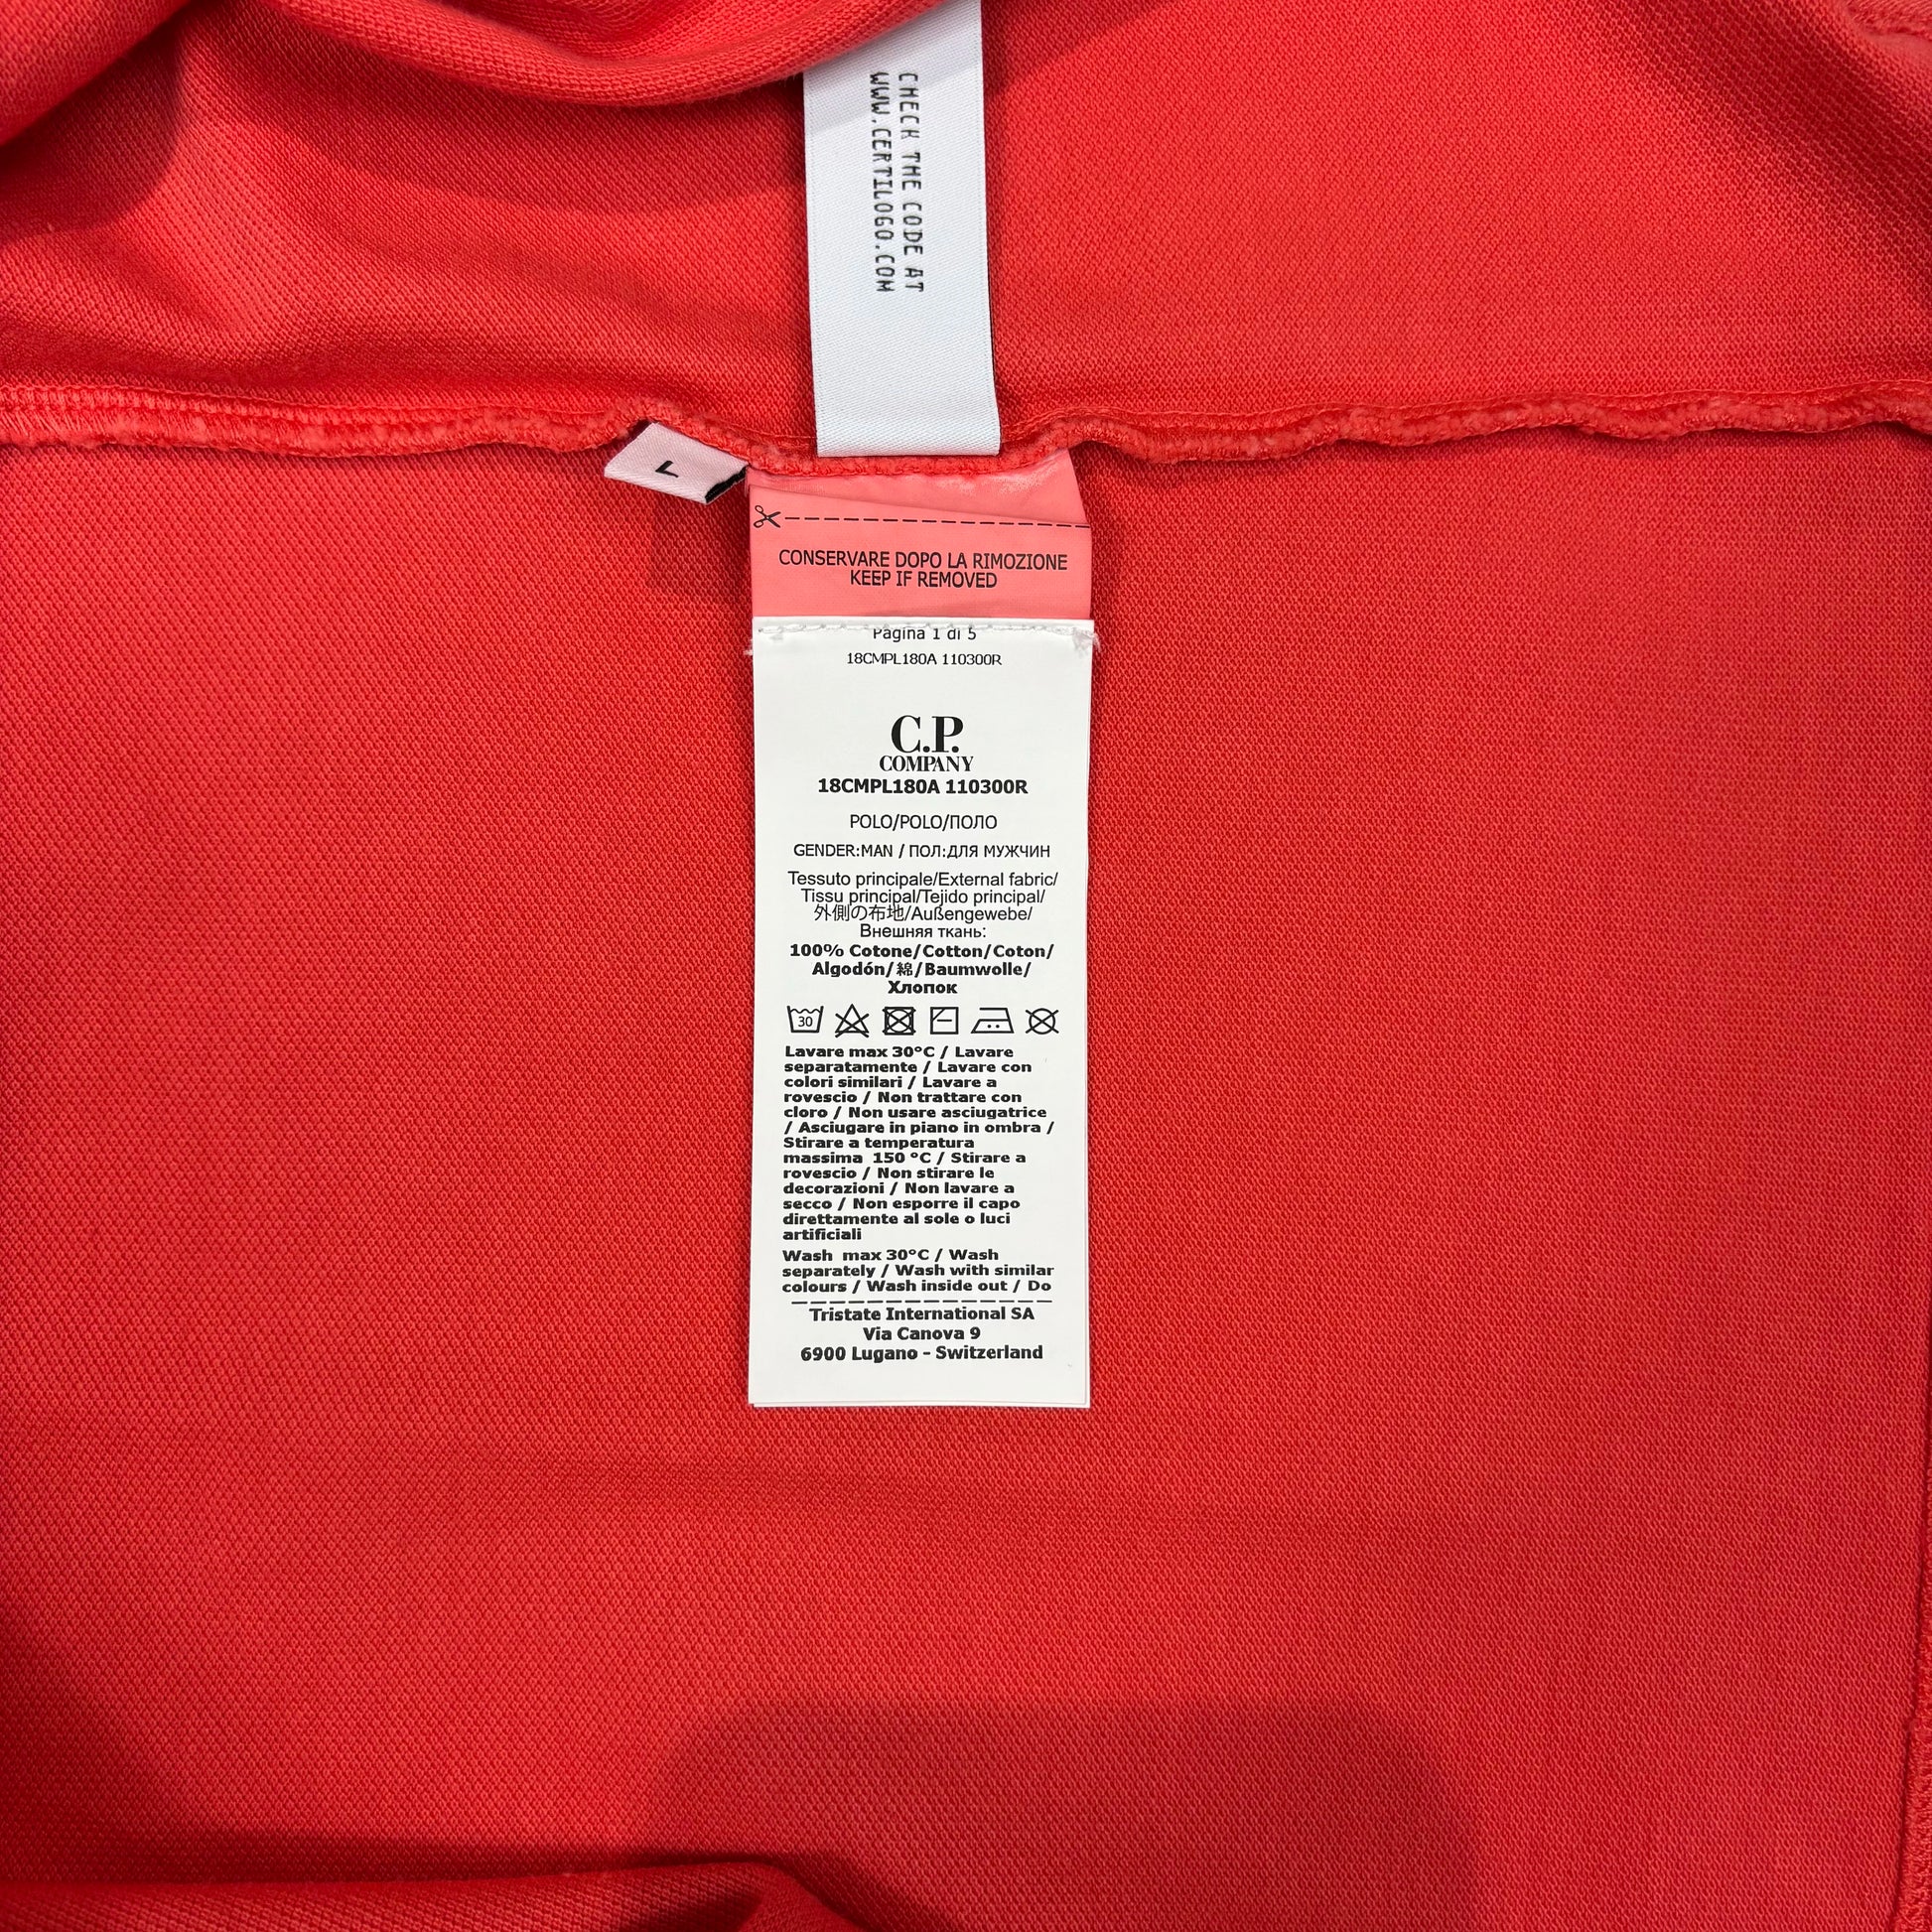 CHECK THE CODE AT
WWW.CERTILOGO.COM
L
CONSERVARE DOPO LA RIMOZIONE
KEEP IF REMOVED
Pagina 1 di 5
18CMPL180A 110300R
C.P.
COMPANY
18CMPL180A 110300R
POLO/POLO/ПОЛО
GENDER:MAN / ПОЛ:ДЛЯ МУЖЧИН
Tessuto principale/External fabric/
Tissu principal/Tejido principal/
外側の布地/Außengewebe/
Внешняя ткань:
100% Cotone/Cotton/Coton/
Algodón/綿/Baumwolle/
Хлопок
30
Lavare max 30°C / Lavare
separatamente / Lavare con
colori similari / Lavare a
rovescio / Non trattare con
cloro / Non usare asciugatrice
/ Asciugare in piano in ombra /
Stirare a temperatura
massima 150 °C / Stirare a
rovescio / Non stirare le
decorazioni / Non lavare a
secco / Non esporre il capo
direttamente al sole o luci
artificiali
Wash max 30°C / Wash
separately / Wash with similar
colours / Wash inside out / Do
Tristate International SA
Via Canova 9
6900 Lugano - Switzerland